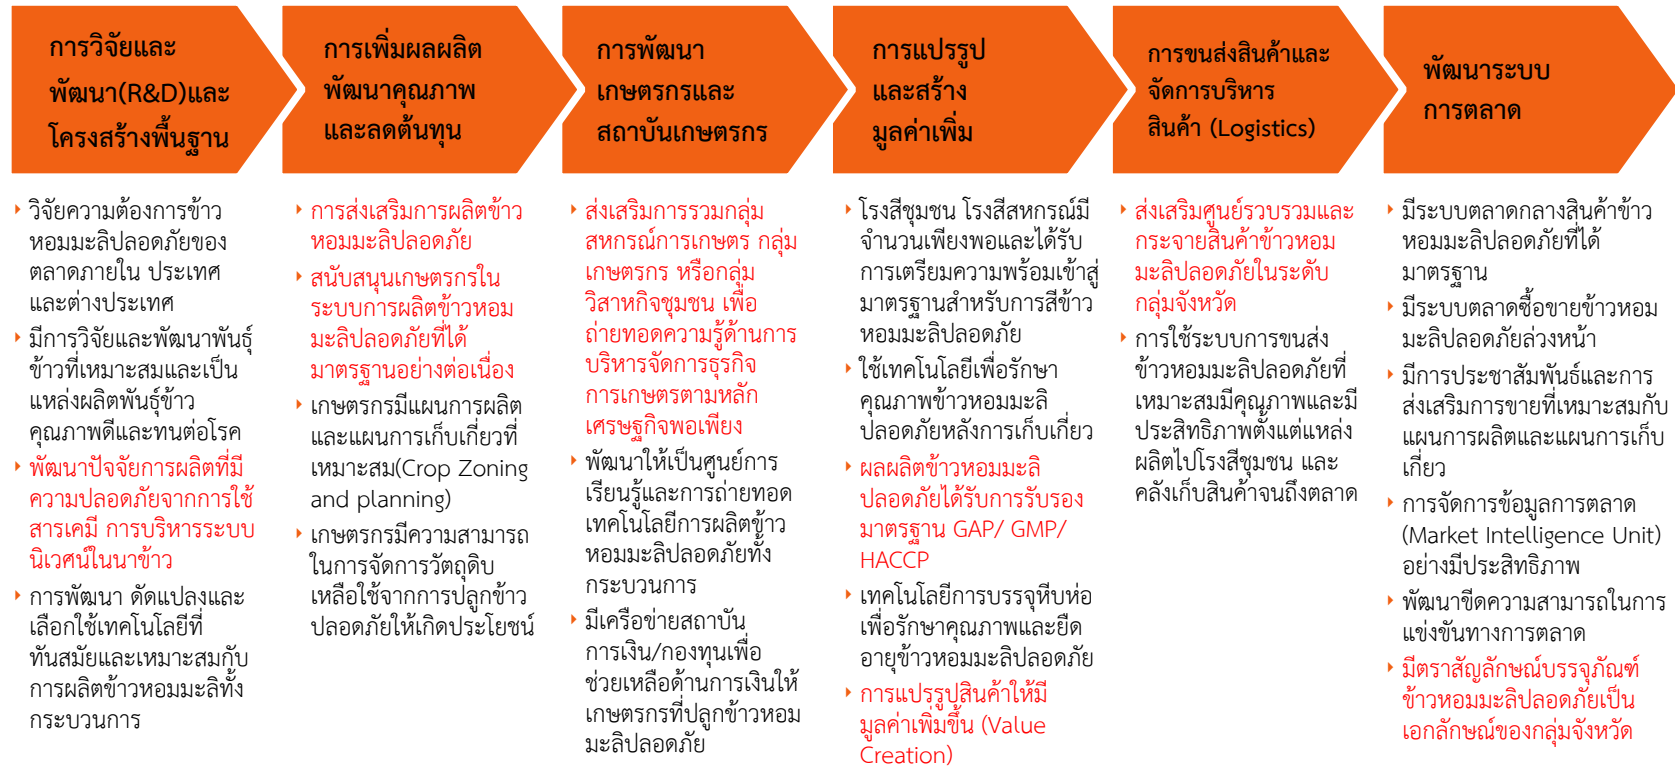 การวิจัยและ
พัฒนา(R&D)และ
โครงสร้างพื้นฐาน
วิจัยความต้องการข้าว
หอมมะลิปลอดภัยของ
ตลาดภายใน ประเทศ
และต่างประเทศ
มีการวิจัยและพัฒนาพันธุ์
ข้าวที่เหมาะสมและเป็น
แหล่งผลิตพันธุ์ข้าว
คุณภาพดีและทนต่อโรค
พัฒนาปัจจัยการผลิตที่มี
ความปลอดภัยจากการใช้
สารเคมี การบริหารระบบ
นิเวศน์ในนาข้าว
การพัฒนา ดัดแปลงและ
เลือกใช้เทคโนโลยีที่
ทันสมัยและเหมาะสมกับ
การผลิตข้าวหอมมะลิทั้ง
กระบวนการ
การเพิ่มผลผลิต
พัฒนาคุณภาพ
และลดต้นทุน
การส่งเสริมการผลิตข้าว
หอมมะลิปลอดภัย
สนับสนุนเกษตรกรใน
ระบบการผลิตข้าวหอม
มะลิปลอดภัยที่ได้
มาตรฐานอย่างต่อเนื่อง
เกษตรกรมีแผนการผลิต
และแผนการเก็บเกี่ยวที่
เหมาะสม(Crop Zoning
and planning)
เกษตรกรมีความสามารถ
ในการจัดการวัตถุดิบ
เหลือใช้จากการปลูกข้าว
ปลอดภัยให้เกิดประโยชน์
การพัฒนา
เกษตรกรและ
สถาบันเกษตรกร
ส่งเสริมการรวมกลุ่ม
สหกรณ์การเกษตร กลุ่ม
เกษตรกร หรือกลุ่ม
วิสาหกิจชุมชน เพื่อ
ถ่ายทอดความรู้ด้านการ
บริหารจัดการธุรกิจ
การเกษตรตามหลัก
เศรษฐกิจพอเพียง
พัฒนาให้เป็นศูนย์การ
เรียนรู้และการถ่ายทอด
เทคโนโลยีการผลิตข้าว
หอมมะลิปลอดภัยทั้ง
กระบวนการ
มีเครือข่ายสถาบัน
การเงิน/กองทุนเพื่อ
ช่วยเหลือด้านการเงินให้
เกษตรกรที่ปลูกข้าวหอม
มะลิปลอดภัย
การแปรรูป
และสร้าง
มูลค่าเพิ่ม
โรงสีชุมชน โรงสีสหกรณ์มี
จำนวนเพียงพอและได้รับ
การเตรียมความพร้อมเข้าสู่
มาตรฐานสำหรับการสีข้าว
หอมมะลิปลอดภัย
ใช้เทคโนโลยีเพื่อรักษา
คุณภาพข้าวหอมมะลิ
ปลอดภัยหลังการเก็บเกี่ยว
ผลผลิตข้าวหอมมะลิ
ปลอดภัยได้รับการรับรอง
มาตรฐาน GAP/ GMP/
HACCP
เทคโนโลยีการบรรจุหีบห่อ
เพื่อรักษาคุณภาพและยืด
อายุข้าวหอมมะลิปลอดภัย
การแปรรูปสินค้าให้มี
มูลค่าเพิ่มขึ้น (Value
Creation)
การขนส่งสินค้าและ
จัดการบริหาร
สินค้า (Logistics)
ส่งเสริมศูนย์รวบรวมและ
กระจายสินค้าข้าวหอม
มะลิปลอดภัยในระดับ
กลุ่มจังหวัด
การใช้ระบบการขนส่ง
ข้าวหอมมะลิปลอดภัยที่
เหมาะสมมีคุณภาพและมี
ประสิทธิภาพตั้งแต่แหล่ง
ผลิตไปโรงสีชุมชน และ
คลังเก็บสินค้าจนถึงตลาด
พัฒนาระบบ
การตลาด
มีระบบตลาดกลางสินค้าข้าว
หอมมะลิปลอดภัยที่ได้
มาตรฐาน
มีระบบตลาดซื้อขายข้าวหอม
มะลิปลอดภัยล่วงหน้า
มีการประชาสัมพันธ์และการ
ส่งเสริมการขายที่เหมาะสมกับ
แผนการผลิตและแผนการเก็บ
เกี่ยว
การจัดการข้อมูลการตลาด
(Market Intelligence Unit)
อย่างมีประสิทธิภาพ
พัฒนาขีดความสามารถในการ
แข่งขันทางการตลาด
มีตราสัญลักษณ์บรรจุภัณฑ์
ข้าวหอมมะลิปลอดภัยเป็น
เอกลักษณ์ของกลุ่มจังหวัด